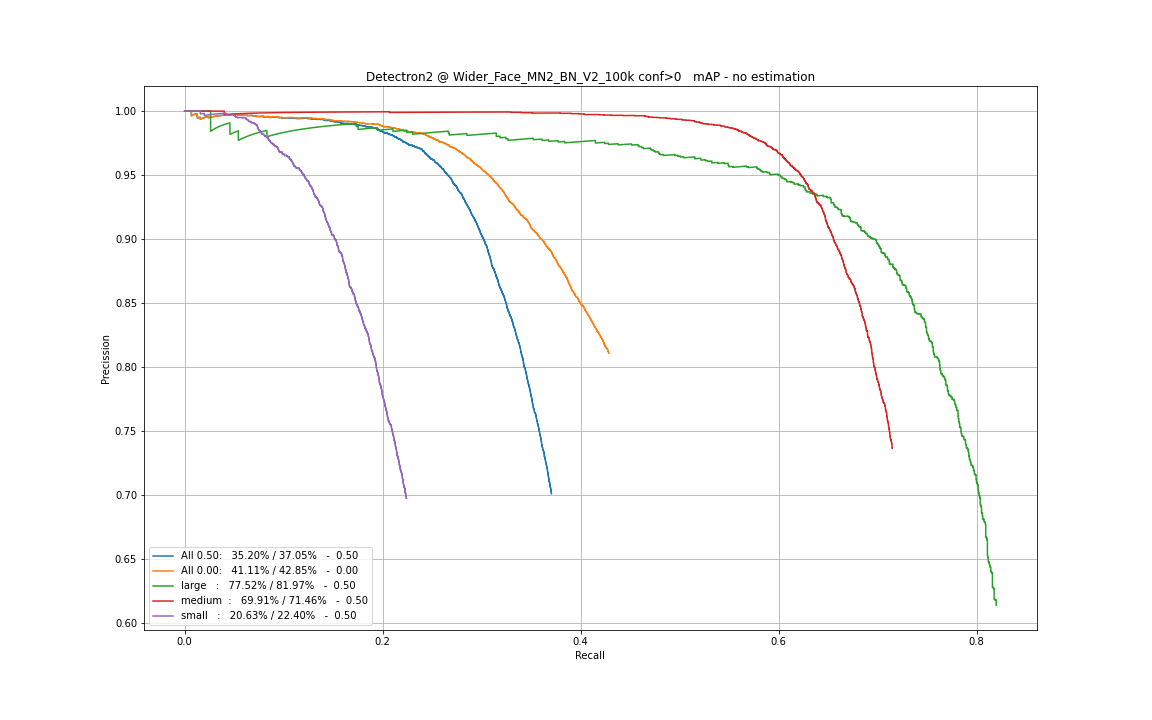 Detectron2 @ Wider_Face_MN2_BN_V2_100k conf>0 mAP - no estimation
1.00
0.95
0.90
0.85
0.80
0.75
0.70
0.65
0.60
Precission
All 0.50: 35.20% / 37.05% - 0.50
All 0.00: 41.11% / 42.85% - 0.00
large : 77.52% / 81.97% - 0.50
medium : 69.91% / 71.46% - 0.50
small : 20.63% / 22.40% - 0.50
0.0 0.2 0.4 0.6 0.8
Recall